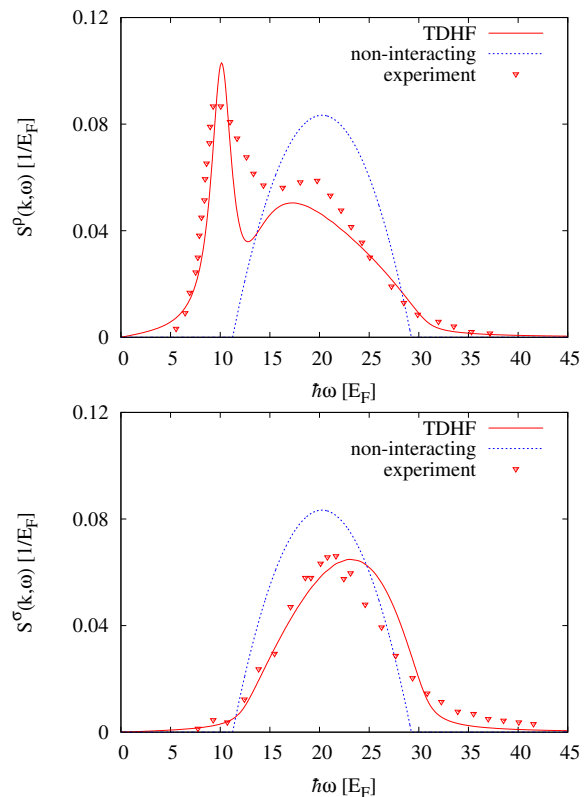 0.12
0.08
0.04
0
S^ρ(k,ω) [1/E_F]
TDHF
non-interacting
experiment
0 5 10 15 20 25 30 35 40 45
ħω [E_F]
0.12
0.08
0.04
0
S^σ(k,ω) [1/E_F]
TDHF
non-interacting
experiment
0 5 10 15 20 25 30 35 40 45
ħω [E_F]